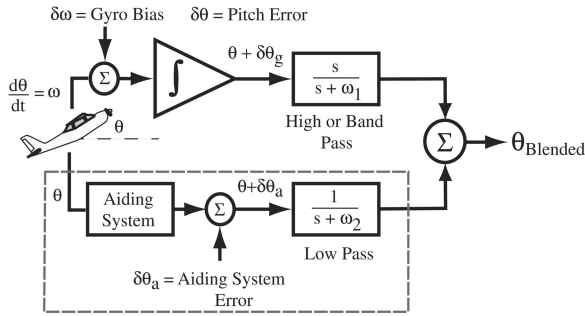 δω = Gyro Bias
δθ = Pitch Error
Σ
∫
θ + δθg
s
s + ω1
High or Band
Pass
dθ
dt
= ω
θ
Σ
θBlended
θ
Aiding
System
Σ
θ+δθa
1
s + ω2
Low Pass
δθa = Aiding System
Error